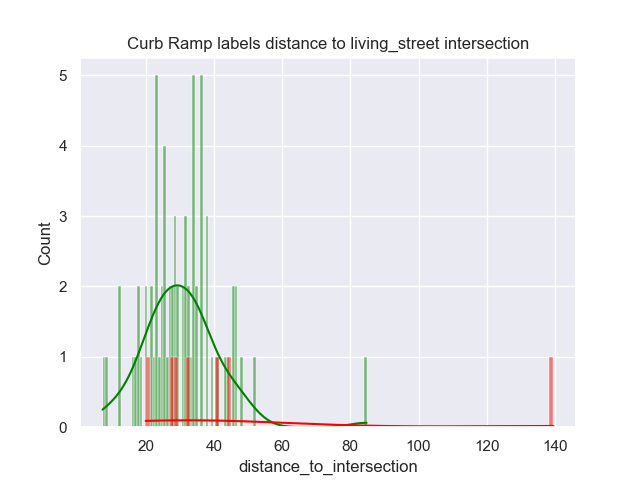 Curb Ramp labels distance to living_street intersection
5
4
3
2
1
0
Count
20 40 60 80 100 120 140
distance_to_intersection